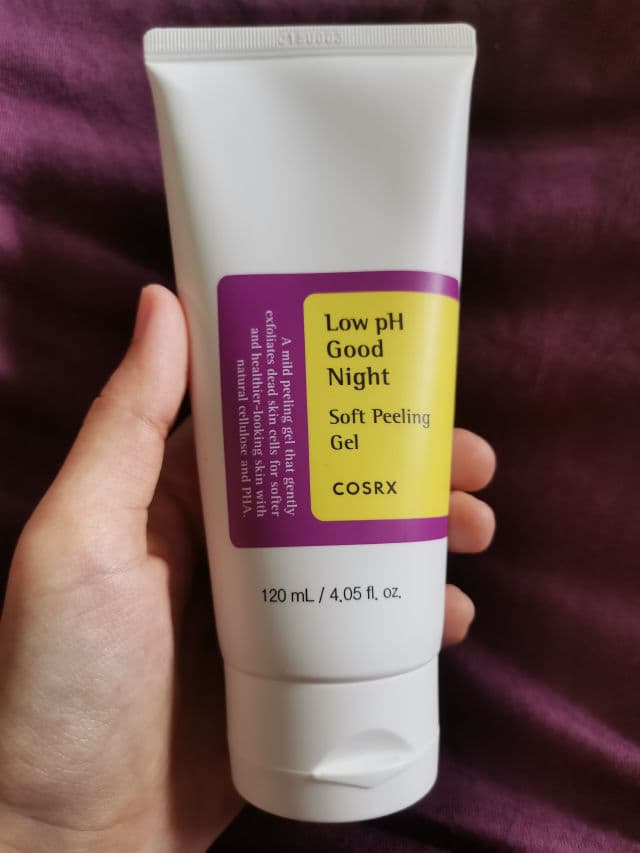 Low pH
Good
Night
Soft Peeling
Gel
COSRX
A mild peeling gel that gently
exfoliates dead skin cells for softer
and healthier-looking skin with
natural cellulose and PHA.
120 mL / 4.05 fl. oz.